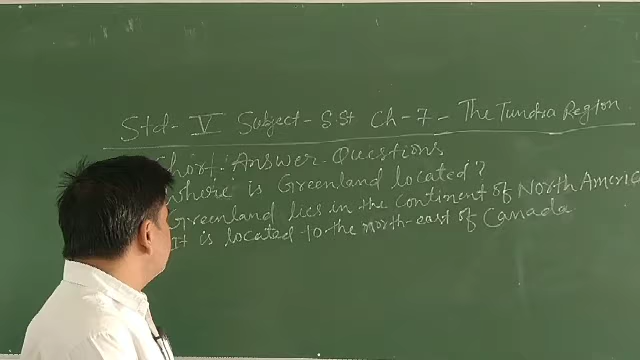 Std- V Subject - S.St Ch - 7 - The Tundra Region
Short Answer Questions
Where is Greenland located?
Greenland lies in the continent of North America
It is located to the north-east of Canada